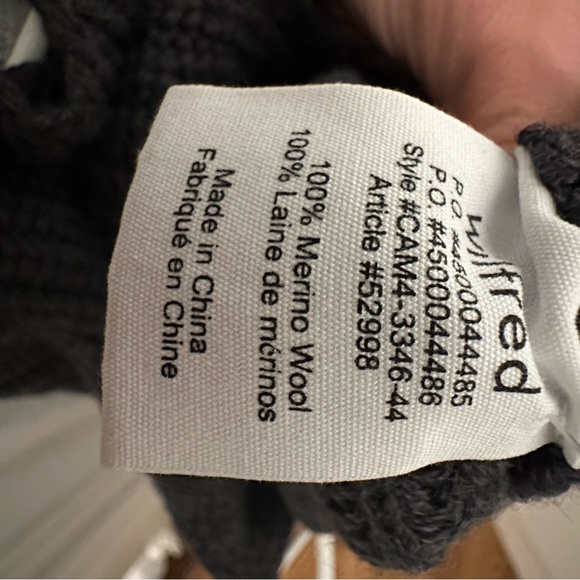 wilfred
P.O #4500044485
P.O #4500044486
Style #CAM4-3346-44
Article #52998
100% Merino Wool
100% Laine de mérinos
Made in China
Fabriqué en Chine